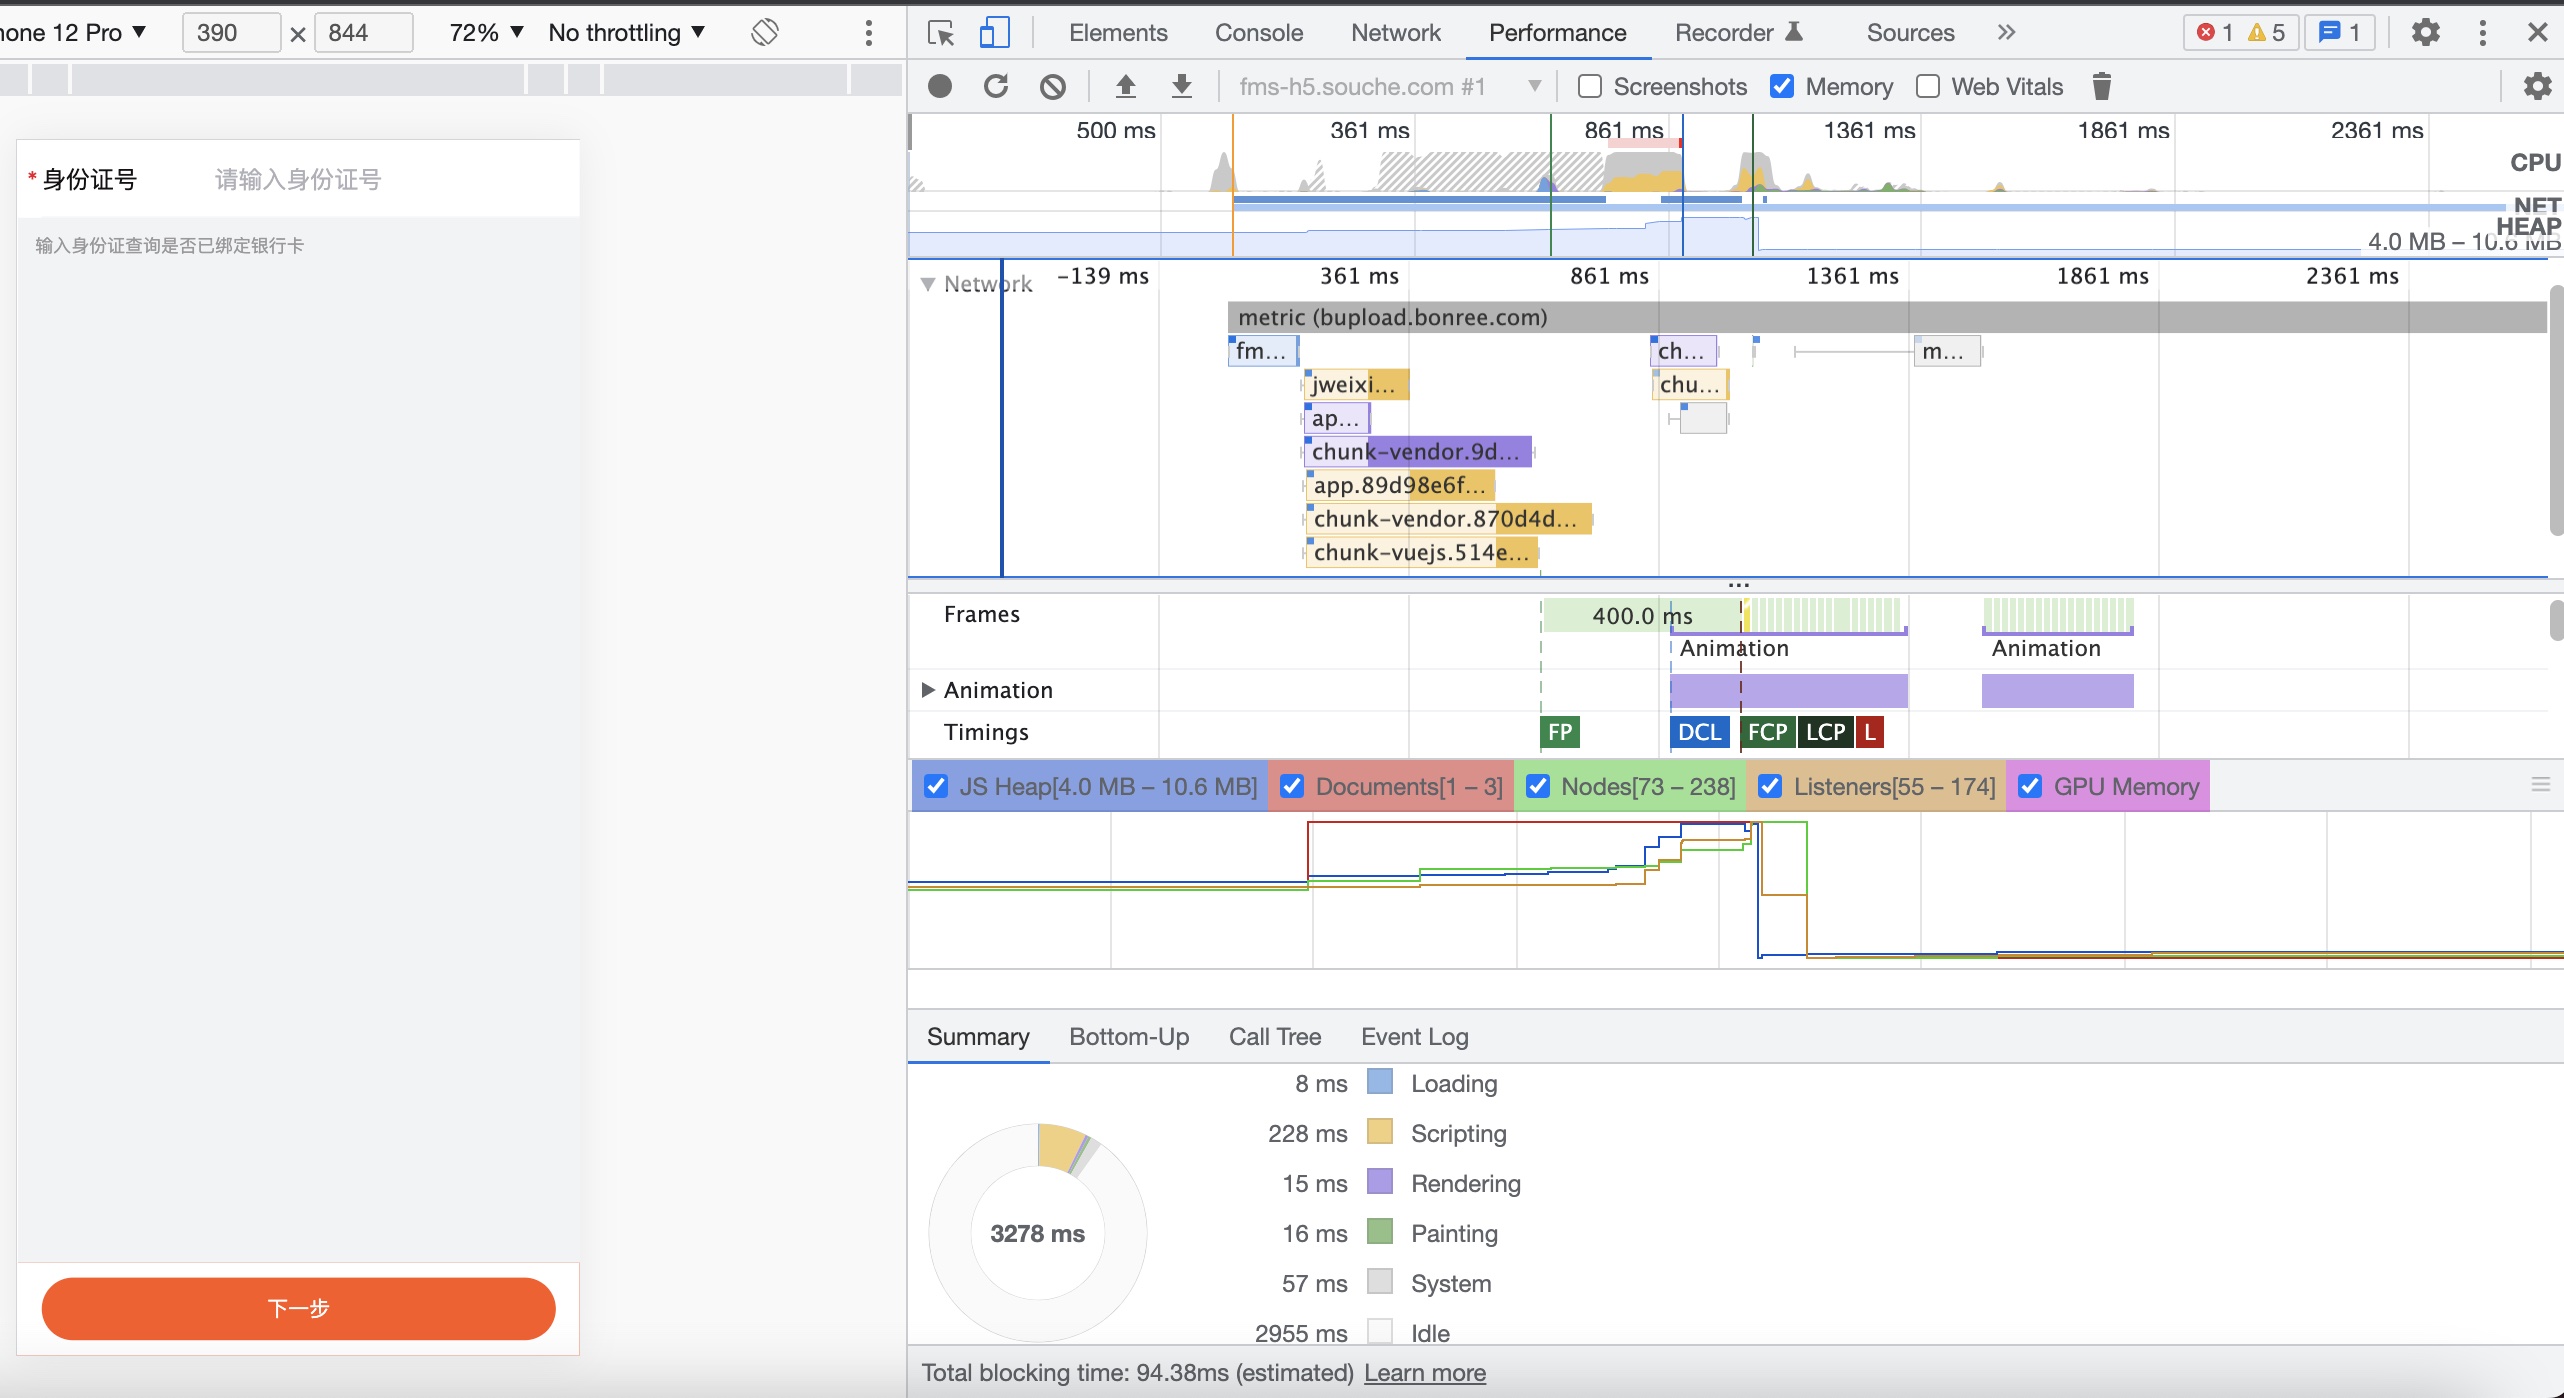 hone 12 Pro ▼ 390 × 844 72% ▼ No throttling ▼
* 身份证号 请输入身份证号
输入身份证查询是否已绑定银行卡
下一步
Elements Console Network Performance Recorder Sources » 1 5 1
fms-h5.souche.com #1 Screenshots Memory Web Vitals
500 ms 361 ms 861 ms 1361 ms 1861 ms 2361 ms
CPU
NET
HEAP
4.0 MB – 10.6 MB
Network -139 ms 361 ms 861 ms 1361 ms 1861 ms 2361 ms
metric (bupload.bonree.com)
fm... ch... m...
jweixi... chu...
ap...
chunk-vendor.9d...
app.89d98e6f...
chunk-vendor.870d4d...
chunk-vuejs.514e...
...
Frames 400.0 ms
Animation Animation
Animation
Timings FP DCL FCP LCP L
JS Heap[4.0 MB – 10.6 MB] Documents[1 – 3] Nodes[73 – 238] Listeners[55 – 174] GPU Memory
Summary Bottom-Up Call Tree Event Log
8 ms Loading
228 ms Scripting
15 ms Rendering
3278 ms
16 ms Painting
57 ms System
2955 ms Idle
Total blocking time: 94.38ms (estimated) Learn more